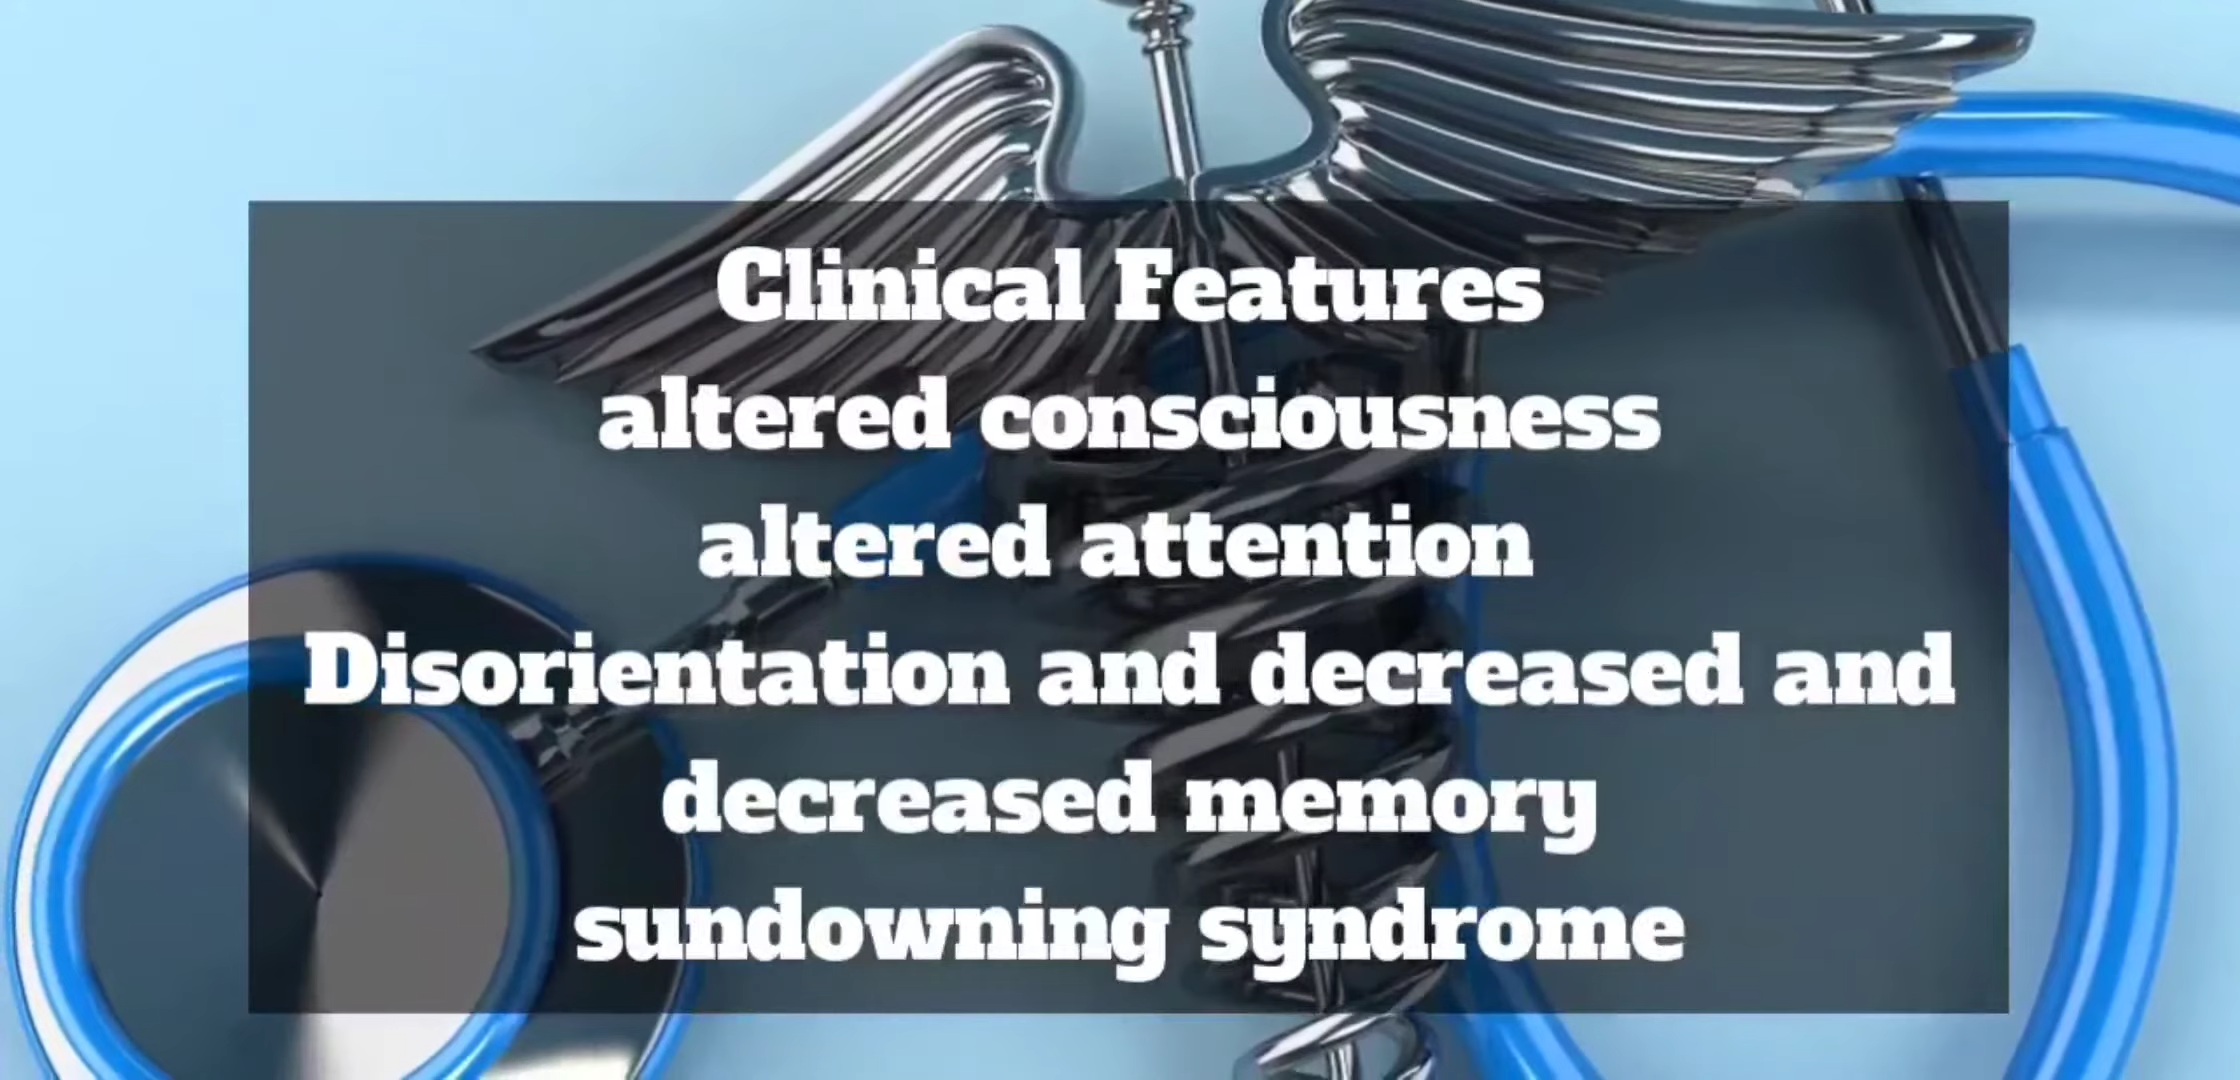 Clinical Features
altered consciousness
altered attention
Disorientation and decreased and
decreased memory
sundowning syndrome